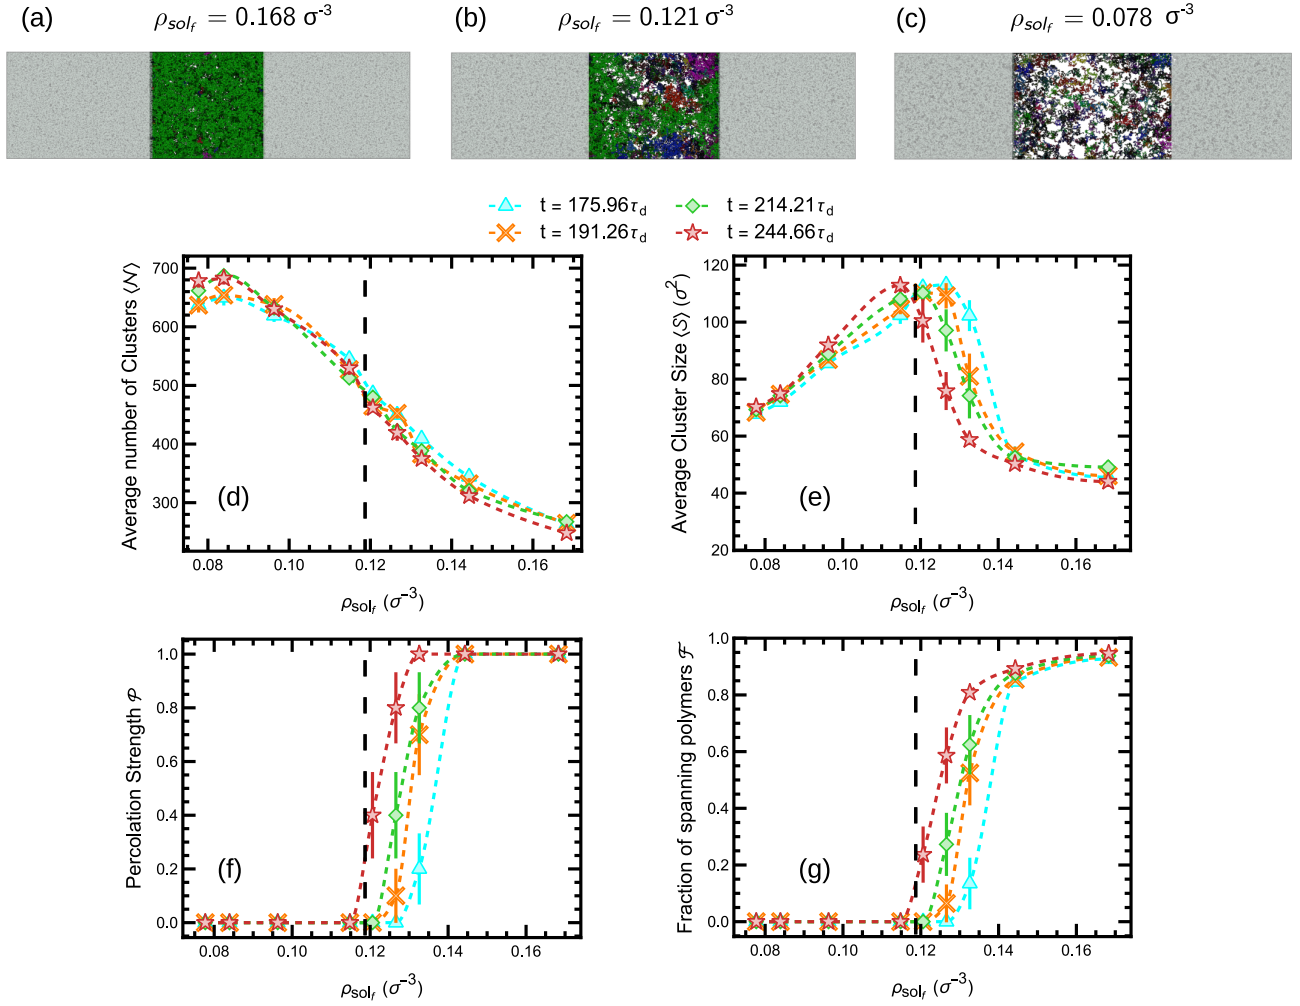 (a) ρ_sol_f = 0.168 σ⁻³
(b) ρ_sol_f = 0.121 σ⁻³
(c) ρ_sol_f = 0.078 σ⁻³
t = 175.96τ_d
t = 214.21τ_d
t = 191.26τ_d
t = 244.66τ_d
Average number of Clusters ⟨𝒩⟩
700
600
500
400
300
(d)
0.08 0.10 0.12 0.14 0.16
ρ_sol_f (σ⁻³)
Average Cluster Size ⟨𝒮⟩ (σ²)
120
100
80
60
40
20
(e)
0.08 0.10 0.12 0.14 0.16
ρ_sol_f (σ⁻³)
Percolation Strength 𝒫
1.0
0.8
0.6
0.4
0.2
0.0
(f)
0.08 0.10 0.12 0.14 0.16
ρ_sol_f (σ⁻³)
Fraction of spanning polymers ℱ
1.0
0.8
0.6
0.4
0.2
0.0
(g)
0.08 0.10 0.12 0.14 0.16
ρ_sol_f (σ⁻³)